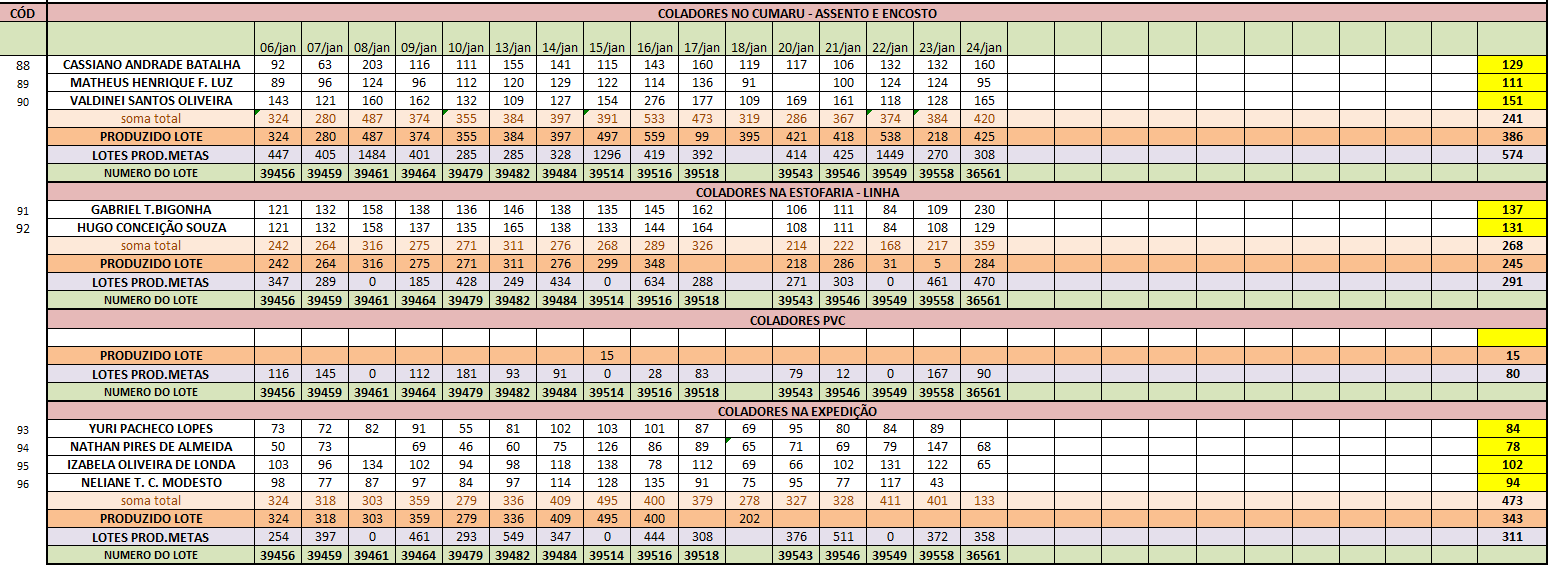 CÓD COLADORES NO CUMARU - ASSENTO E ENCOSTO
06/jan 07/jan 08/jan 09/jan 10/jan 13/jan 14/jan 15/jan 16/jan 17/jan 18/jan 20/jan 21/jan 22/jan 23/jan 24/jan
88 CASSIANO ANDRADE BATALHA 92 63 203 116 111 155 141 115 143 160 119 117 106 132 132 160 129
89 MATHEUS HENRIQUE F. LUZ 89 96 124 96 112 120 129 122 114 136 91 100 124 124 95 111
90 VALDINEI SANTOS OLIVEIRA 143 121 160 162 132 109 127 154 276 177 109 169 161 118 128 165 151
soma total 324 280 487 374 355 384 397 391 533 473 319 286 367 374 384 420 241
PRODUZIDO LOTE 324 280 487 374 355 384 397 497 559 99 395 421 418 538 218 425 386
LOTES PROD.METAS 447 405 1484 401 285 285 328 1296 419 392 414 425 1449 270 308 574
NUMERO DO LOTE 39456 39459 39461 39464 39479 39482 39484 39514 39516 39518 39543 39546 39549 39558 36561
COLADORES NA ESTOFARIA - LINHA
91 GABRIEL T.BIGONHA 121 132 158 138 136 146 138 135 145 162 106 111 84 109 230 137
92 HUGO CONCEIÇÃO SOUZA 121 132 158 137 135 165 138 133 144 164 108 111 84 108 129 131
soma total 242 264 316 275 271 311 276 268 289 326 214 222 168 217 359 268
PRODUZIDO LOTE 242 264 316 275 271 311 276 299 348 218 286 31 5 284 245
LOTES PROD.METAS 347 289 0 185 428 249 434 0 634 288 271 303 0 461 470 291
NUMERO DO LOTE 39456 39459 39461 39464 39479 39482 39484 39514 39516 39518 39543 39546 39549 39558 36561
COLADORES PVC
PRODUZIDO LOTE 15 15
LOTES PROD.METAS 116 145 0 112 181 93 91 0 28 83 79 12 0 167 90 80
NUMERO DO LOTE 39456 39459 39461 39464 39479 39482 39484 39514 39516 39518 39543 39546 39549 39558 36561
COLADORES NA EXPEDIÇÃO
93 YURI PACHECO LOPES 73 72 82 91 55 81 102 103 101 87 69 95 80 84 89 84
94 NATHAN PIRES DE ALMEIDA 50 73 69 46 60 75 126 86 89 65 71 69 79 147 68 78
95 IZABELA OLIVEIRA DE LONDA 103 96 134 102 94 98 118 138 78 112 69 66 102 131 122 65 102
96 NELIANE T. C. MODESTO 98 77 87 97 84 97 114 128 135 91 75 95 77 117 43 94
soma total 324 318 303 359 279 336 409 495 400 379 278 327 328 411 401 133 473
PRODUZIDO LOTE 324 318 303 359 279 336 409 495 400 202 343
LOTES PROD.METAS 254 397 0 461 293 549 347 0 444 308 376 511 0 372 358 311
NUMERO DO LOTE 39456 39459 39461 39464 39479 39482 39484 39514 39516 39518 39543 39546 39549 39558 36561